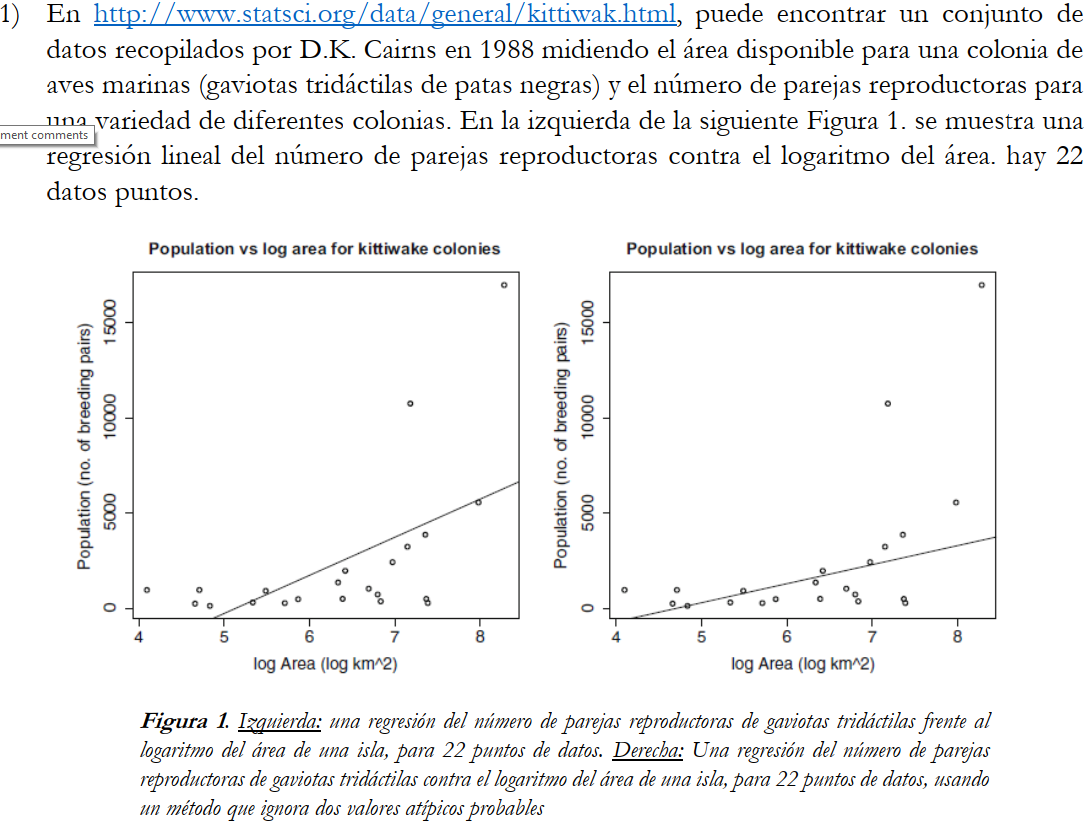 1) En http://www.statsci.org/data/general/kittiwak.html, puede encontrar un conjunto de
datos recopilados por D.K. Cairns en 1988 midiendo el área disponible para una colonia de
aves marinas (gaviotas tridáctilas de patas negras) y el número de parejas reproductoras para
una variedad de diferentes colonias. En la izquierda de la siguiente Figura 1. se muestra una
ment comments
regresión lineal del número de parejas reproductoras contra el logaritmo del área. hay 22
datos puntos.
Population vs log area for kittiwake colonies
Population (no. of breeding pairs)
15000
10000
5000
0
4 5 6 7 8
log Area (log km^2)
Population vs log area for kittiwake colonies
Population (no. of breeding pairs)
15000
10000
5000
0
4 5 6 7 8
log Area (log km^2)
Figura 1. Izquierda: una regresión del número de parejas reproductoras de gaviotas tridáctilas frente al
logaritmo del área de una isla, para 22 puntos de datos. Derecha: Una regresión del número de parejas
reproductoras de gaviotas tridáctilas contra el logaritmo del área de una isla, para 22 puntos de datos, usando
un método que ignora dos valores atípicos probables